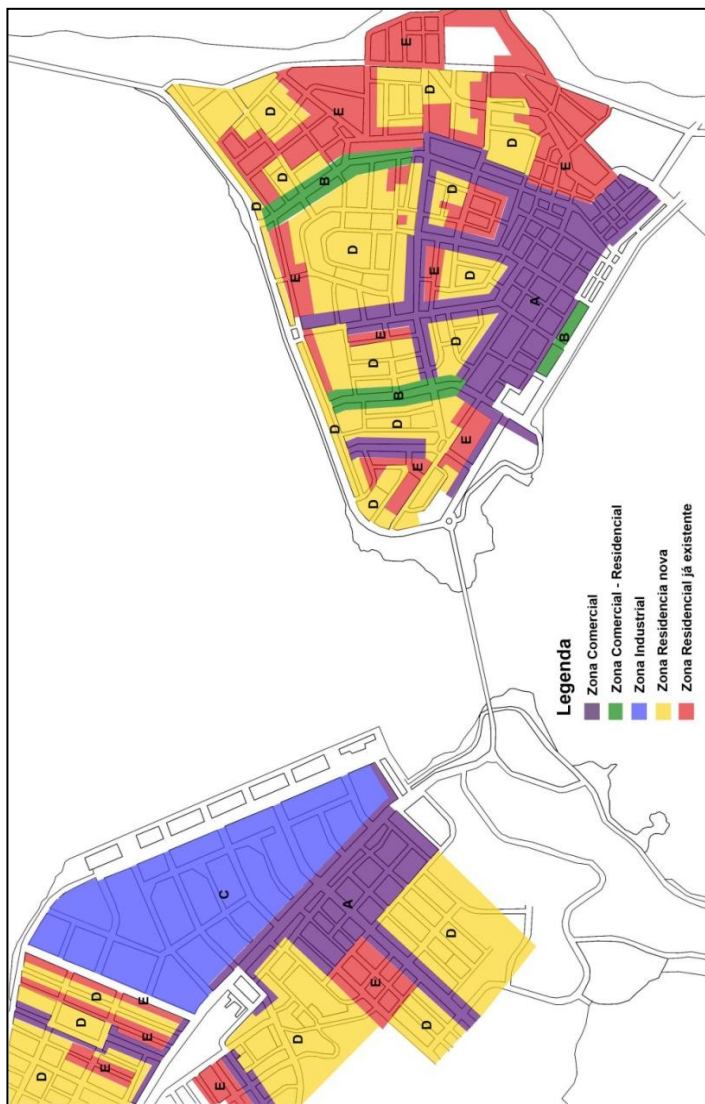 E
D
D
E
D
E
D
B
D
D
D
E
E
D
A
E
B
D
D
B
D
D
E
E
D
Legenda
Zona Comercial
Zona Comercial - Residencial
Zona Industrial
Zona Residencia nova
Zona Residencial já existente
C
A
D
E
D
E
D
E
D
D
E
D
E